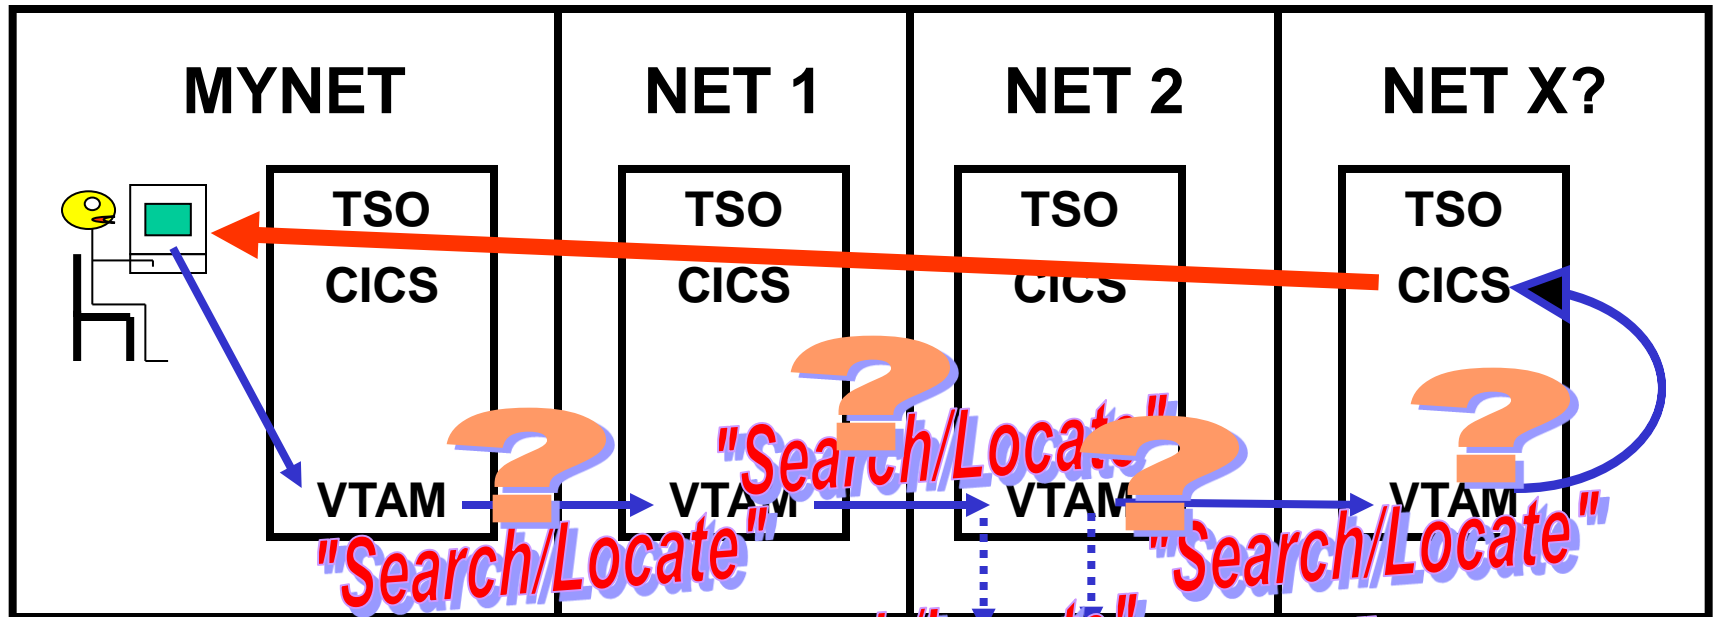 MYNET
NET 1
NET 2
NET X?
TSO
CICS
VTAM
TSO
CICS
VTAM
TSO
CICS
VTAM
TSO
CICS
VTAM
?
?
?
?
"Search/Locate"
"Search/Locate"
"Search/Locate"